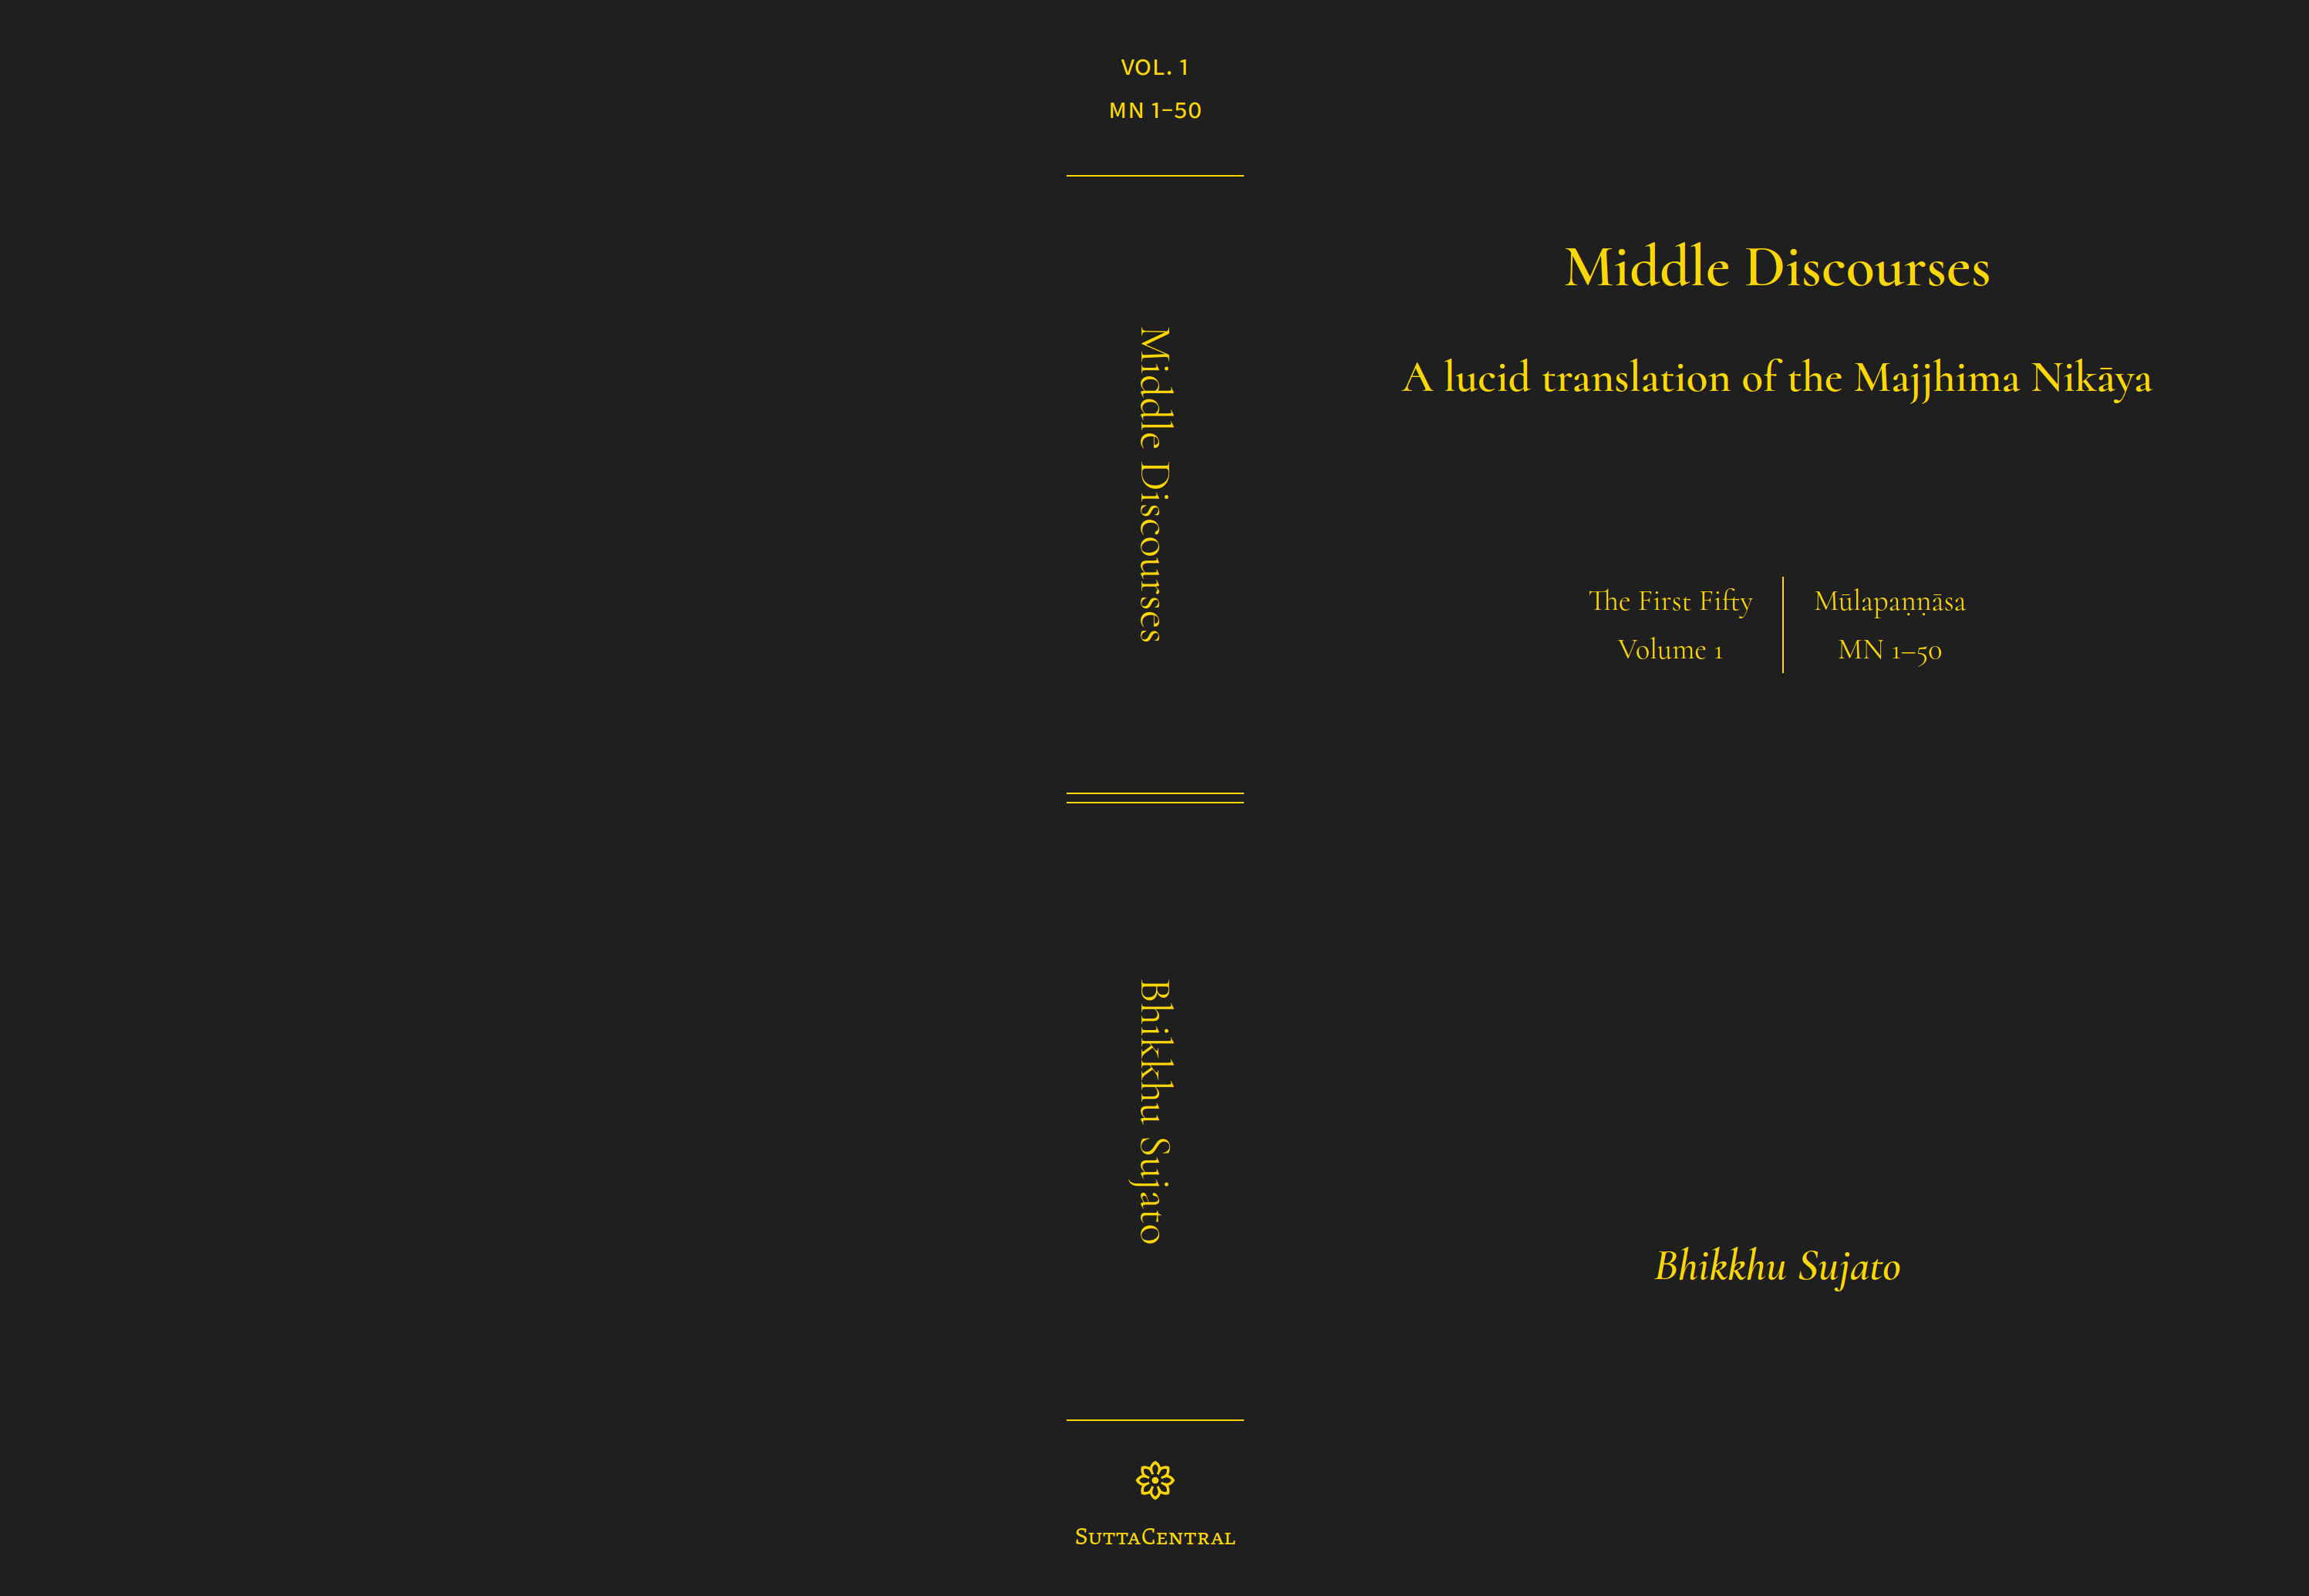 VOL. 1
MN 1–50
Middle Discourses
Bhikkhu Sujato
SuttaCentral
Middle Discourses
A lucid translation of the Majjhima Nikāya
The First Fifty
Volume 1
Mūlapaṇṇāsa
MN 1–50
Bhikkhu Sujato